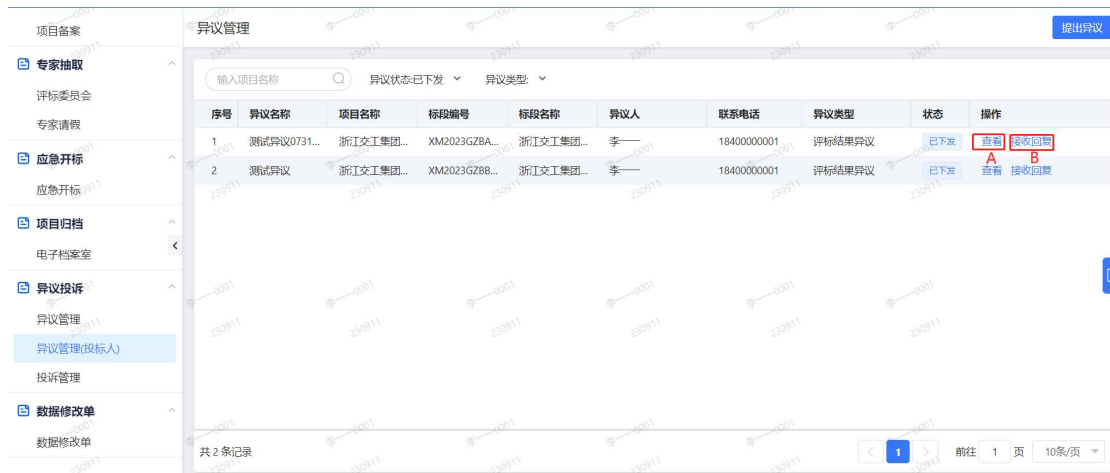 项目备案
专家抽取
评标委员会
专家请假
应急开标
应急开标
项目归档
电子档案室
异议投诉
异议管理
异议管理(投标人)
投诉管理
数据修改单
数据修改单
异议管理
提出异议
输入项目名称 异议状态:已下发 异议类型:
序号 异议名称 项目名称 标段编号 标段名称 异议人 联系电话 异议类型 状态 操作
1 测试异议0731... 浙江交工集团... XM2023GZBA... 浙江交工集团... 李一一 18400000001 评标结果异议 已下发 查看 接收回复
A B
2 测试异议 浙江交工集团... XM2023GZBB... 浙江交工集团... 李一一 18400000001 评标结果异议 已下发 查看 接收回复
共 2 条记录
< 1 > 前往 1 页 10条/页
李一一0001
230911